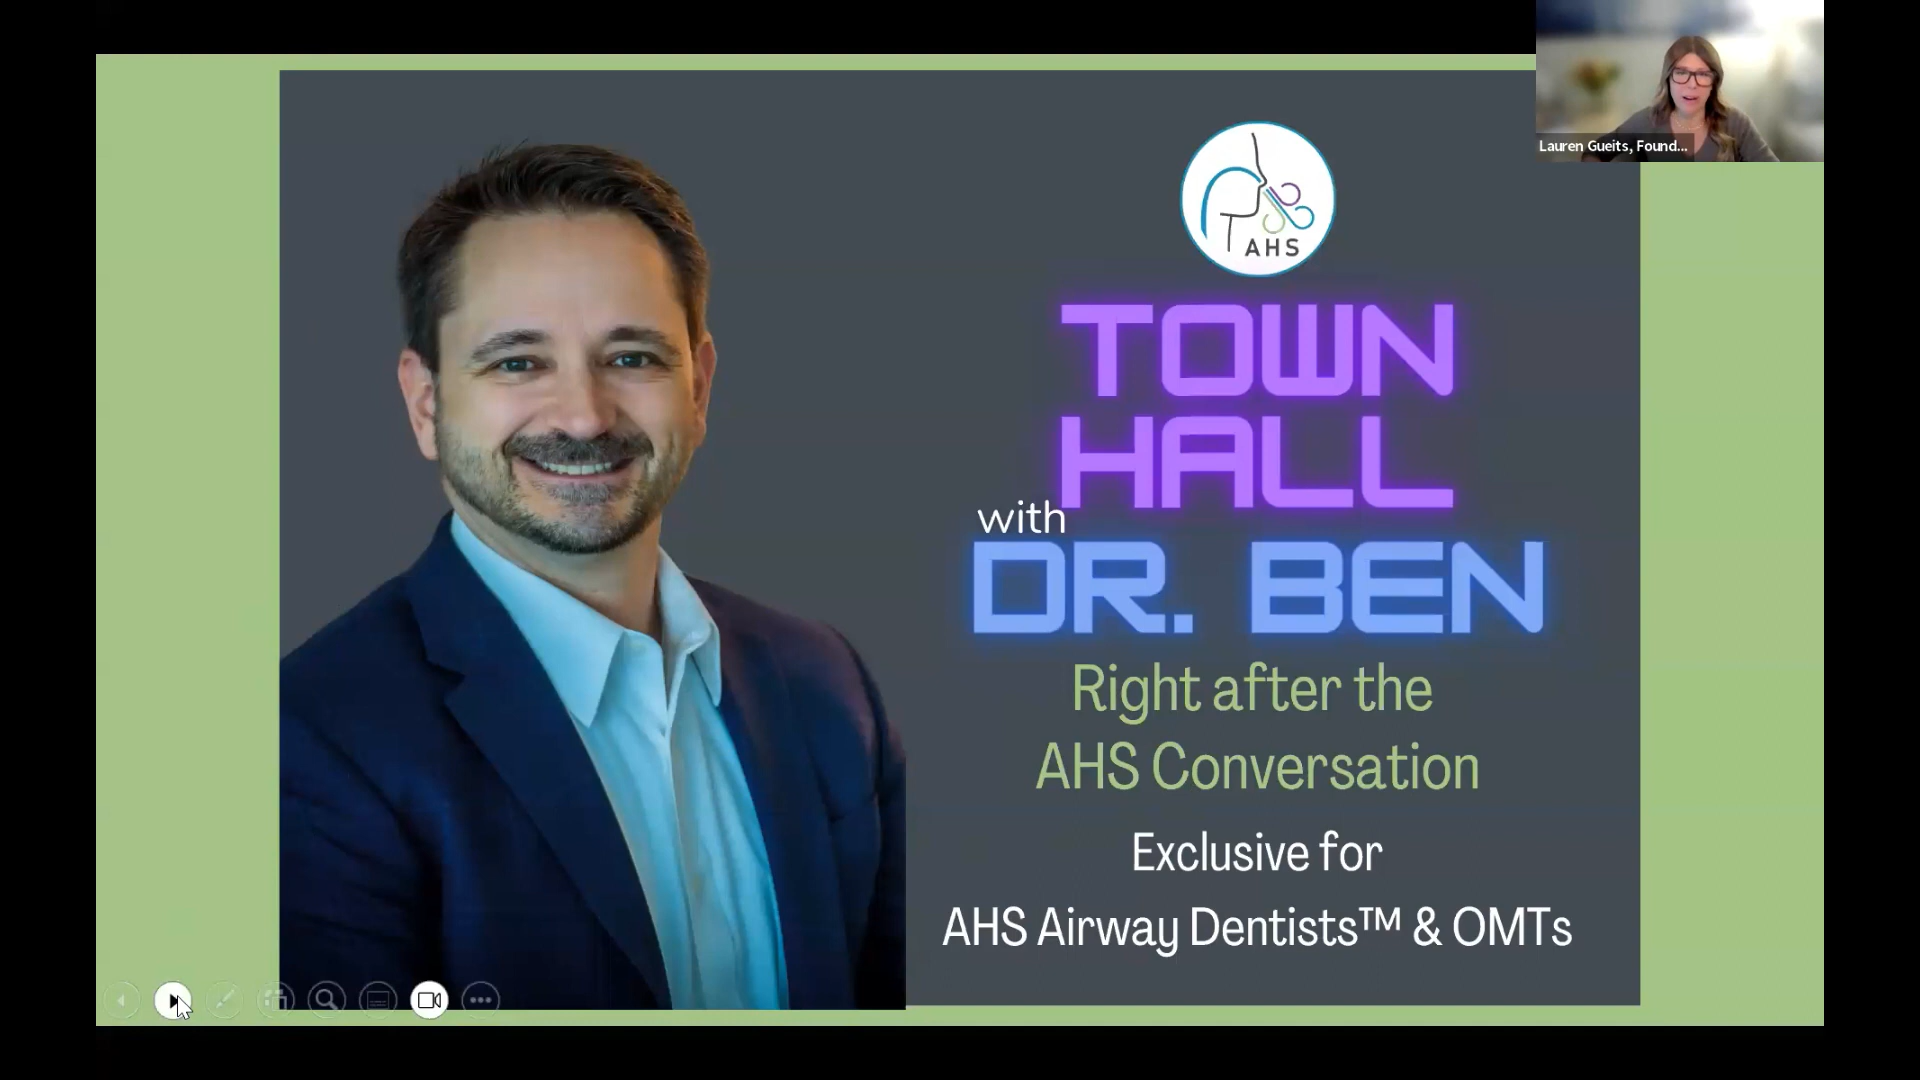 Lauren Gueits, Found...
AHS
TOWN
HALL
with
DR. BEN
Right after the
AHS Conversation
Exclusive for
AHS Airway Dentists™ & OMTs